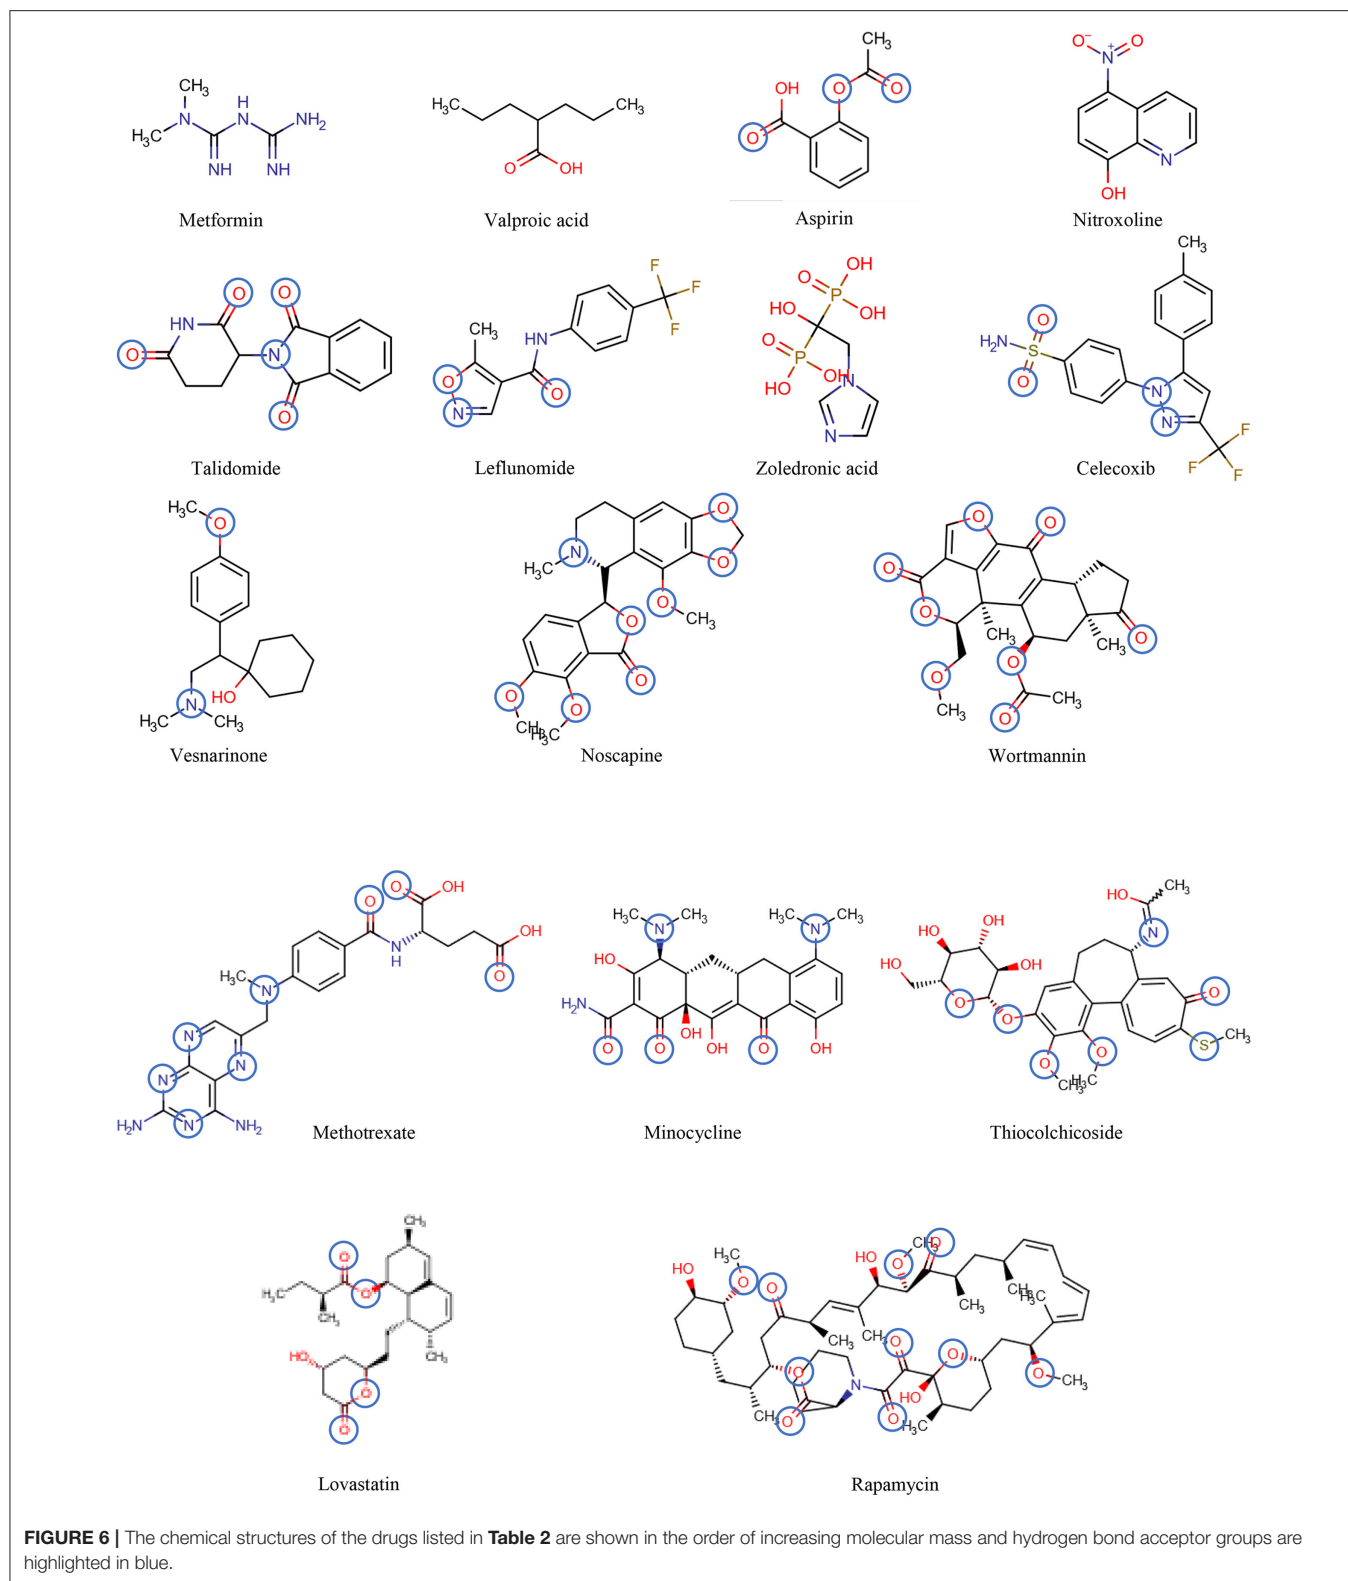 Metformin
Valproic acid
Aspirin
Nitroxoline
Talidomide
Leflunomide
Zoledronic acid
Celecoxib
Vesnarinone
Noscapine
Wortmannin
Methotrexate
Minocycline
Thiocolchicoside
Lovastatin
Rapamycin
FIGURE 6 | The chemical structures of the drugs listed in Table 2 are shown in the order of increasing molecular mass and hydrogen bond acceptor groups are
highlighted in blue.